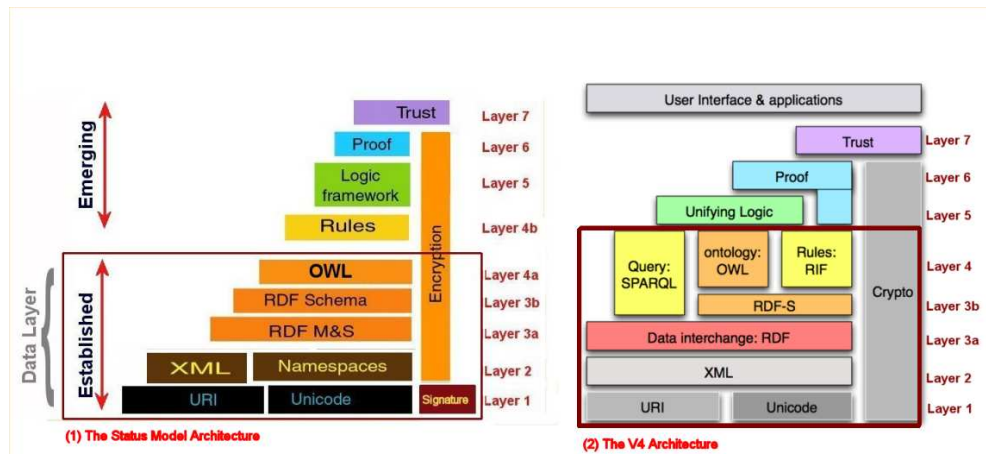 Emerging
Established
Data Layer
Trust
Layer 7
Proof
Layer 6
Logic
framework
Layer 5
Rules
Layer 4b
Encryption
OWL
Layer 4a
RDF Schema
Layer 3b
RDF M&S
Layer 3a
XML
Namespaces
Layer 2
URI
Unicode
Signature
Layer 1
(1) The Status Model Architecture
User Interface & applications
Trust
Layer 7
Proof
Layer 6
Unifying Logic
Layer 5
Query:
SPARQL
ontology:
OWL
Rules:
RIF
Layer 4
Crypto
RDF-S
Layer 3b
Data interchange: RDF
Layer 3a
XML
Layer 2
URI
Unicode
Layer 1
(2) The V4 Architecture